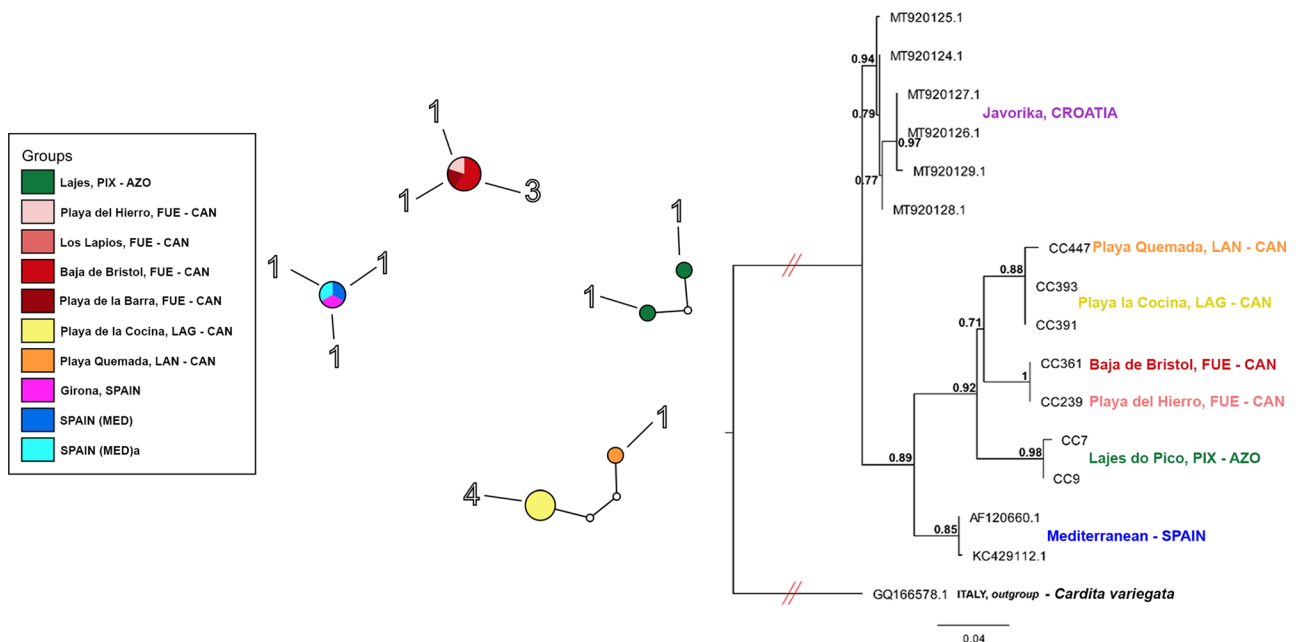 Groups
Lajes, PIX - AZO
Playa del Hierro, FUE - CAN
Los Lapios, FUE - CAN
Baja de Bristol, FUE - CAN
Playa de la Barra, FUE - CAN
Playa de la Cocina, LAG - CAN
Playa Quemada, LAN - CAN
Girona, SPAIN
SPAIN (MED)
SPAIN (MED)a
1
1
3
1
1
1
1
1
1
4
MT920125.1
0.94
MT920124.1
MT920127.1
0.79
Javorika, CROATIA
MT920126.1
0.97
MT920129.1
0.77
MT920128.1
CC447 Playa Quemada, LAN - CAN
0.88
CC393
Playa la Cocina, LAG - CAN
CC391
0.71
CC361 Baja de Bristol, FUE - CAN
1
CC239 Playa del Hierro, FUE - CAN
0.92
CC7
0.98
Lajes do Pico, PIX - AZO
CC9
0.89
AF120660.1
0.85
Mediterranean - SPAIN
KC429112.1
GQ166578.1 ITALY, outgroup - Cardita variegata
0.04